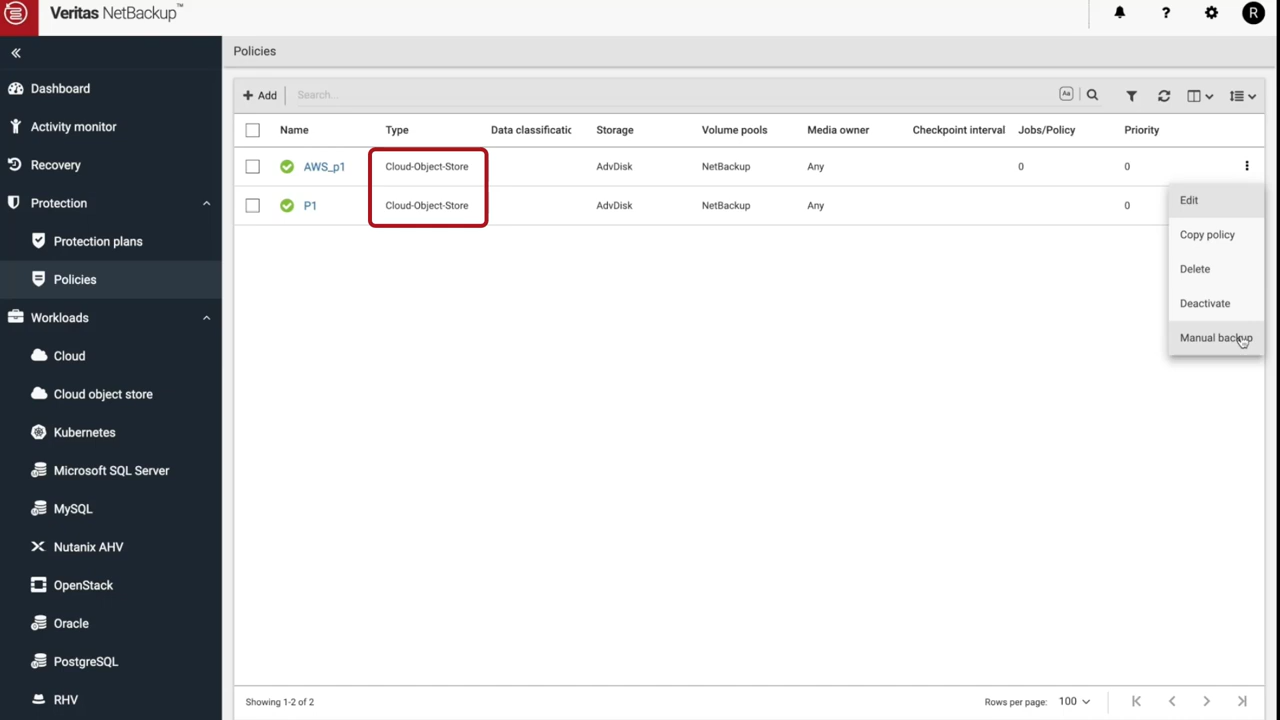 Veritas NetBackup™
R
Policies
Dashboard
Activity monitor
Recovery
Protection
Protection plans
Policies
Workloads
Cloud
Cloud object store
Kubernetes
Microsoft SQL Server
MySQL
Nutanix AHV
OpenStack
Oracle
PostgreSQL
RHV
+ Add Search... Aa
Name Type Data classificatic Storage Volume pools Media owner Checkpoint interval Jobs/Policy Priority
AWS_p1 Cloud-Object-Store AdvDisk NetBackup Any 0 0
P1 Cloud-Object-Store AdvDisk NetBackup Any 0
Edit
Copy policy
Delete
Deactivate
Manual backup
Showing 1-2 of 2 Rows per page: 100